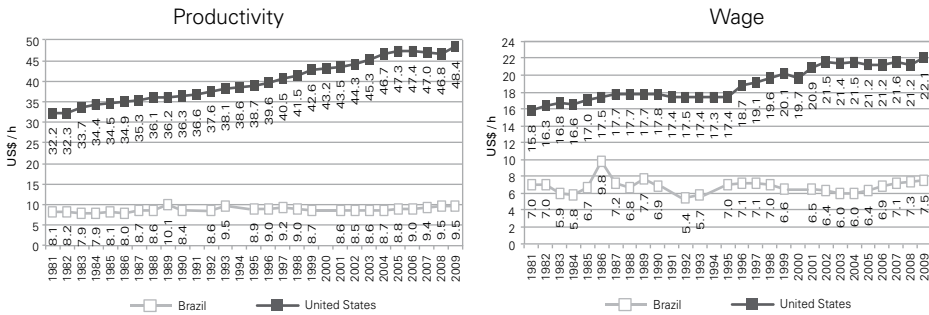 Productivity
US$ / h
50
45
40
35
30
25
20
15
10
5
0
32.2 32.3 33.7 34.4 34.5 34.9 35.3 36.1 36.2 36.3 36.6 37.6 38.1 38.6 38.7 39.6 40.5 41.5 42.6 43.2 43.5 44.3 45.3 46.7 47.3 47.4 47.0 46.8 48.4
8.1 8.2 7.9 7.9 8.1 8.0 8.7 8.6 10.1 8.4 8.6 9.5 8.9 9.0 9.2 9.0 8.7 8.6 8.5 8.6 8.7 8.8 9.0 9.4 9.5 9.5
1981 1982 1983 1984 1985 1986 1987 1988 1989 1990 1991 1992 1993 1994 1995 1996 1997 1998 1999 2000 2001 2002 2003 2004 2005 2006 2007 2008 2009
Brazil United States
Wage
US$ / h
24
22
20
18
16
14
12
10
8
6
4
2
0
15.8 16.3 16.8 16.6 17.0 17.5 17.7 17.7 17.7 17.8 17.4 17.5 17.4 17.3 17.4 18.7 19.1 19.6 20.1 19.7 20.9 21.5 21.4 21.5 21.2 21.2 21.6 21.2 22.1
7.0 7.0 5.9 5.8 6.7 9.8 7.2 6.8 7.7 6.9 5.4 5.7 7.0 7.1 7.1 7.0 6.6 6.5 6.4 6.0 6.0 6.4 6.9 7.1 7.3 7.5
1981 1982 1983 1984 1985 1986 1987 1988 1989 1990 1991 1992 1993 1994 1995 1996 1997 1998 1999 2000 2001 2002 2003 2004 2005 2006 2007 2008 2009
Brazil United States